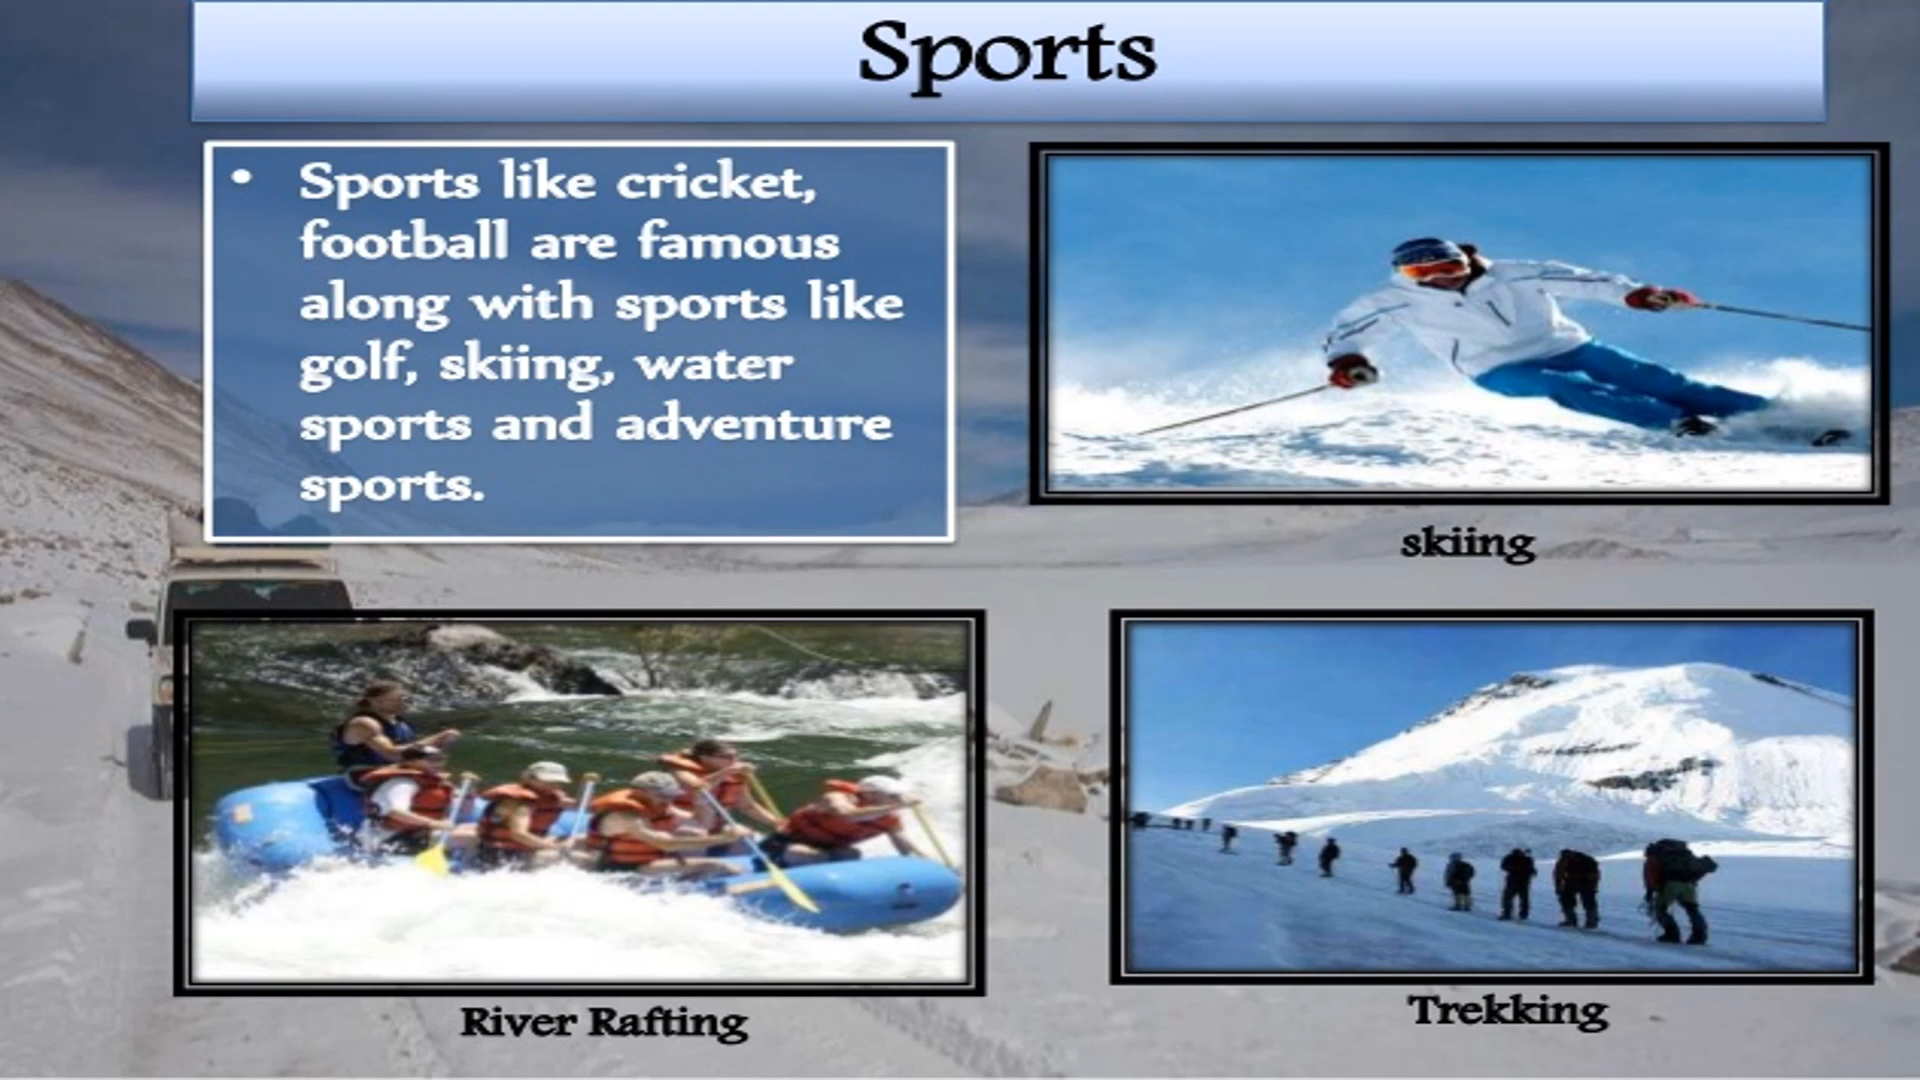 Sports
• Sports like cricket,
football are famous
along with sports like
golf, skiing, water
sports and adventure
sports.
skiing
River Rafting
Trekking